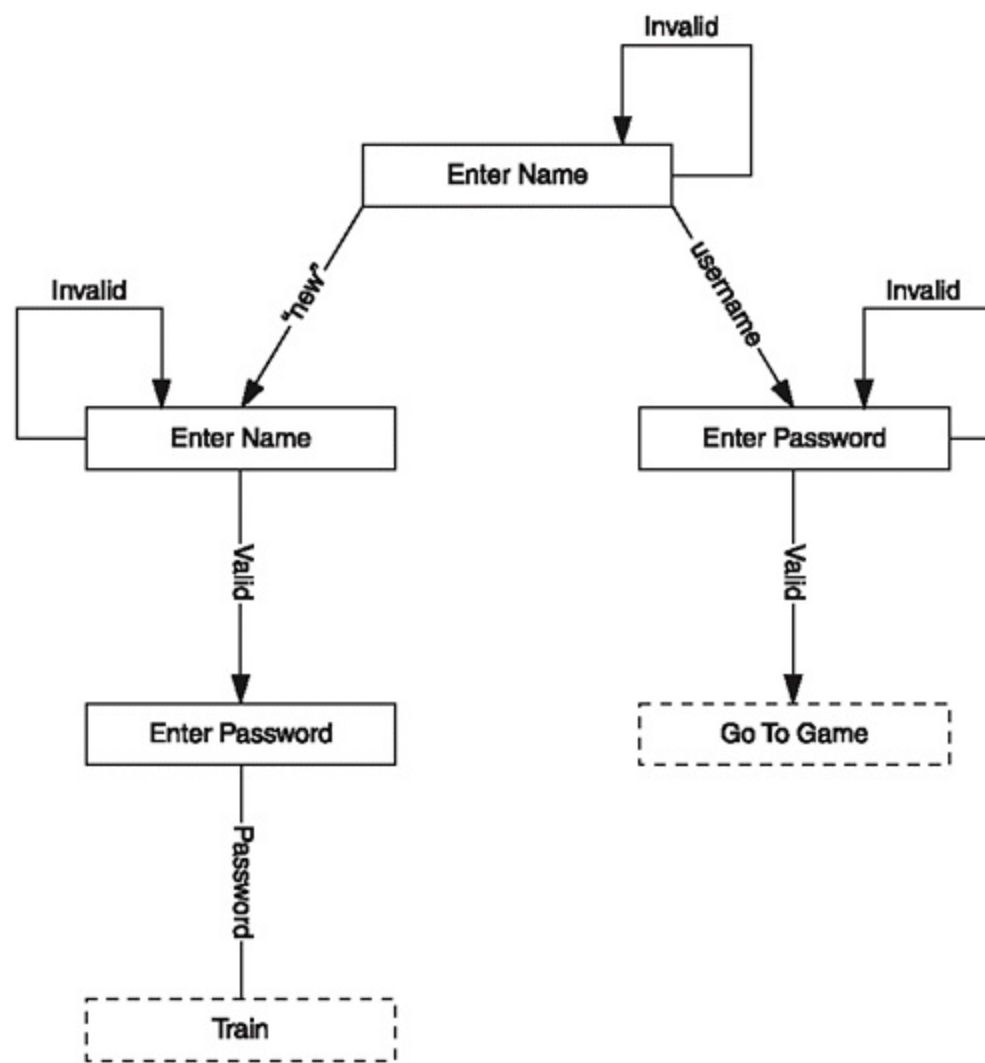 Invalid
Enter Name
“new”
username
Invalid
Invalid
Enter Name
Enter Password
Valid
Valid
Enter Password
Go To Game
Password
Train